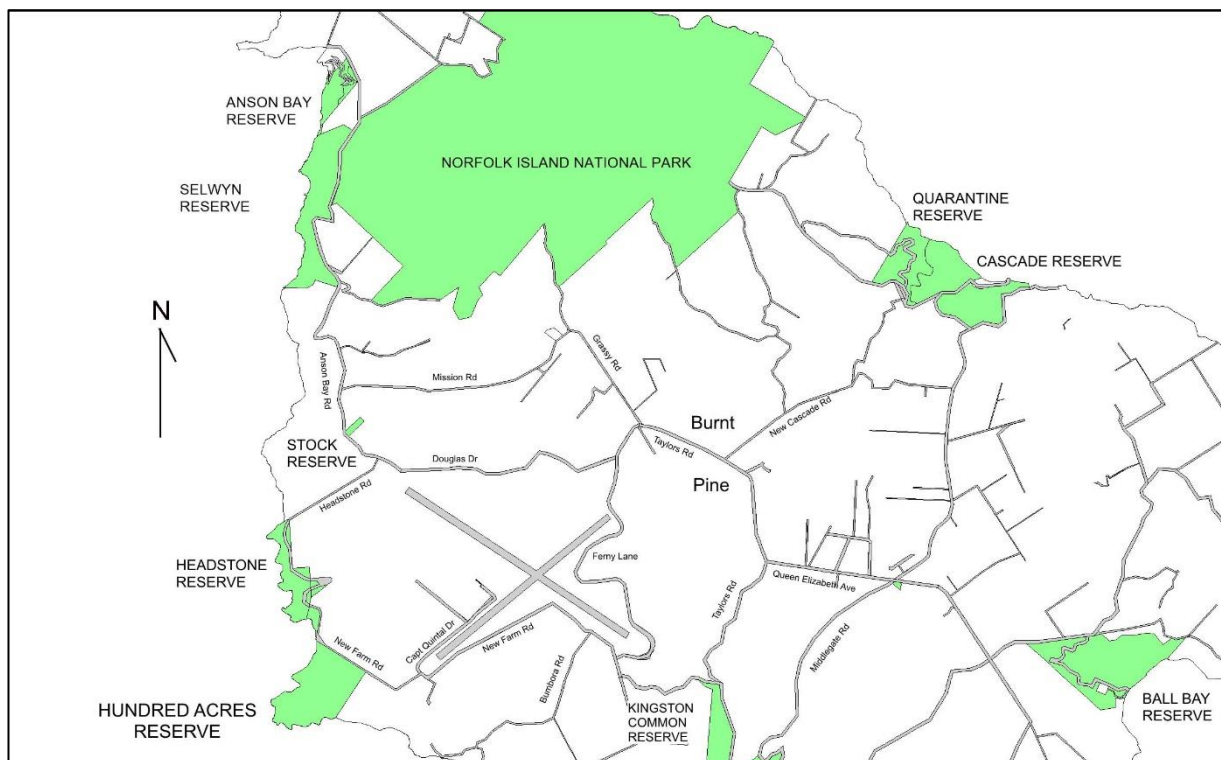 ANSON BAY
RESERVE
NORFOLK ISLAND NATIONAL PARK
SELWYN
RESERVE
QUARANTINE
RESERVE
CASCADE RESERVE
N
Anson Bay Rd
Mission Rd
Grassy Rd
Burnt
New Cascade Rd
Taylors Rd
STOCK
RESERVE
Douglas Dr
Pine
Headstone Rd
HEADSTONE
RESERVE
Ferny Lane
Queen Elizabeth Ave
Taylors Rd
Middlegate Rd
Capt Quintal Dr
New Farm Rd
New Farm Rd
Bumbora Rd
HUNDRED ACRES
RESERVE
KINGSTON
COMMON
RESERVE
BALL BAY
RESERVE